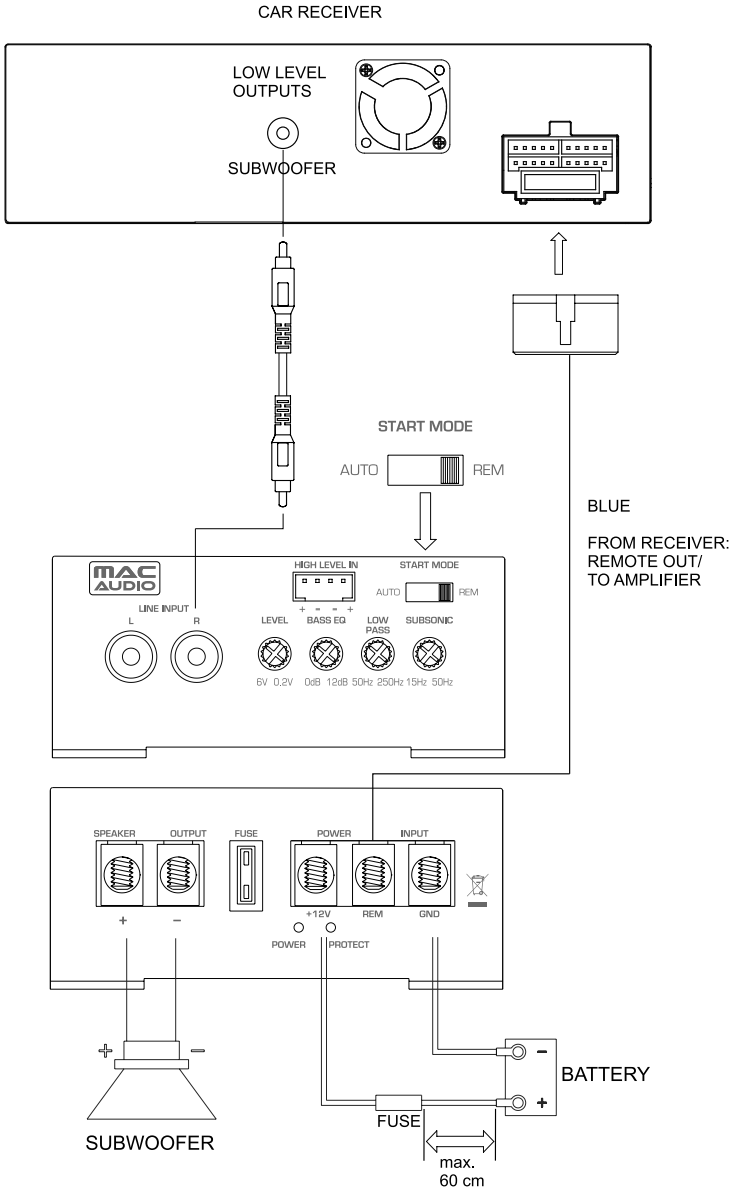 CAR RECEIVER
LOW LEVEL
OUTPUTS
SUBWOOFER
START MODE
AUTO REM
BLUE
FROM RECEIVER:
REMOTE OUT/
TO AMPLIFIER
MAC
AUDIO
HIGH LEVEL IN
+ - - +
START MODE
AUTO REM
LINE INPUT
L R
LEVEL BASS EQ LOW PASS SUBSONIC
6V 0,2V 0dB 12dB 50Hz 250Hz 15Hz 50Hz
SPEAKER OUTPUT FUSE POWER INPUT
+ - +12V REM GND
POWER PROTECT
+ -
SUBWOOFER
-
+
BATTERY
FUSE
max.
60 cm